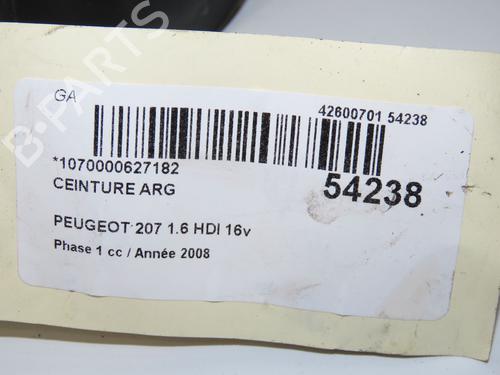 B-PARTS
GA
42600701 54238
*1070000627182
CEINTURE ARG
54238
PEUGEOT 207 1.6 HDI 16v
Phase 1 cc / Année 2008